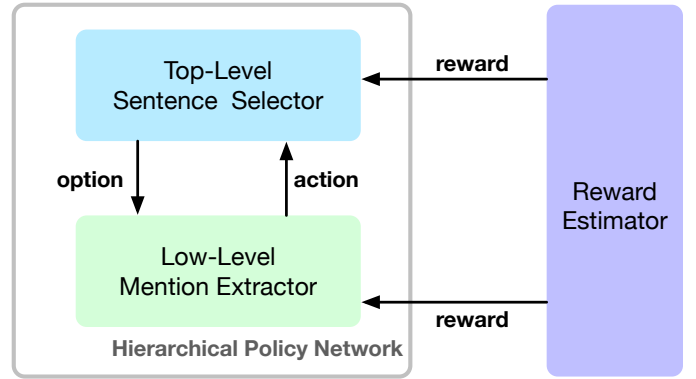 Top-Level
Sentence Selector
reward
option
action
Reward
Estimator
Low-Level
Mention Extractor
reward
Hierarchical Policy Network